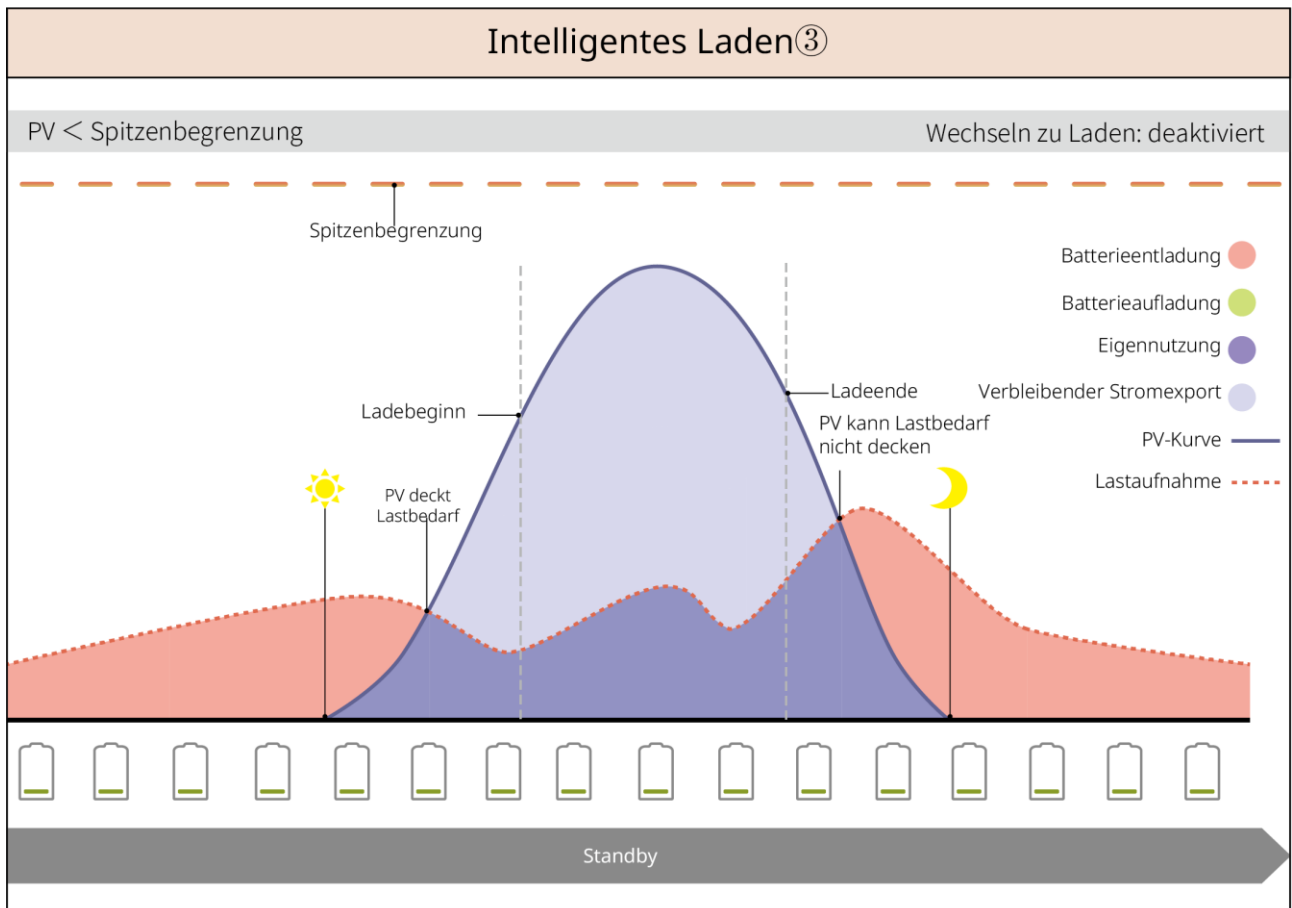 Intelligentes Laden③
PV < Spitzenbegrenzung
Wechseln zu Laden: deaktiviert
Spitzenbegrenzung
Batterieentladung
Batterieaufladung
Eigennutzung
Verbleibender Stromexport
PV-Kurve
Lastaufnahme
Ladebeginn
Ladeende
PV kann Lastbedarf
nicht decken
PV deckt
Lastbedarf
Standby